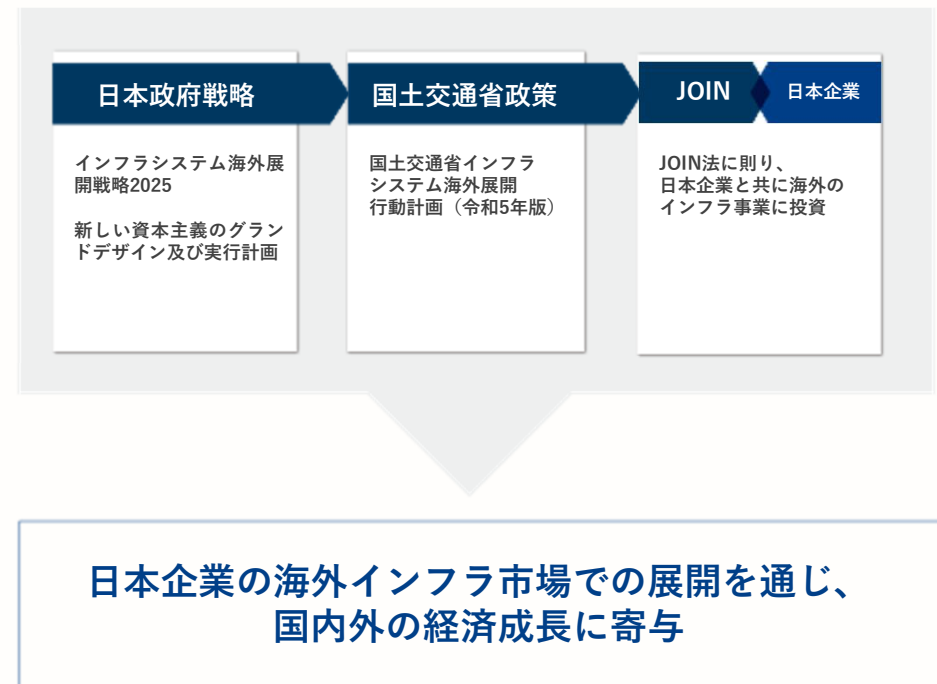 日本政府戦略
インフラシステム海外展
開戦略2025
新しい資本主義のグラン
ドデザイン及び実行計画
国土交通省政策
国土交通省インフラ
システム海外展開
行動計画（令和5年版）
JOIN
日本企業
JOIN法に則り、
日本企業と共に海外の
インフラ事業に投資
日本企業の海外インフラ市場での展開を通じ、
国内外の経済成長に寄与